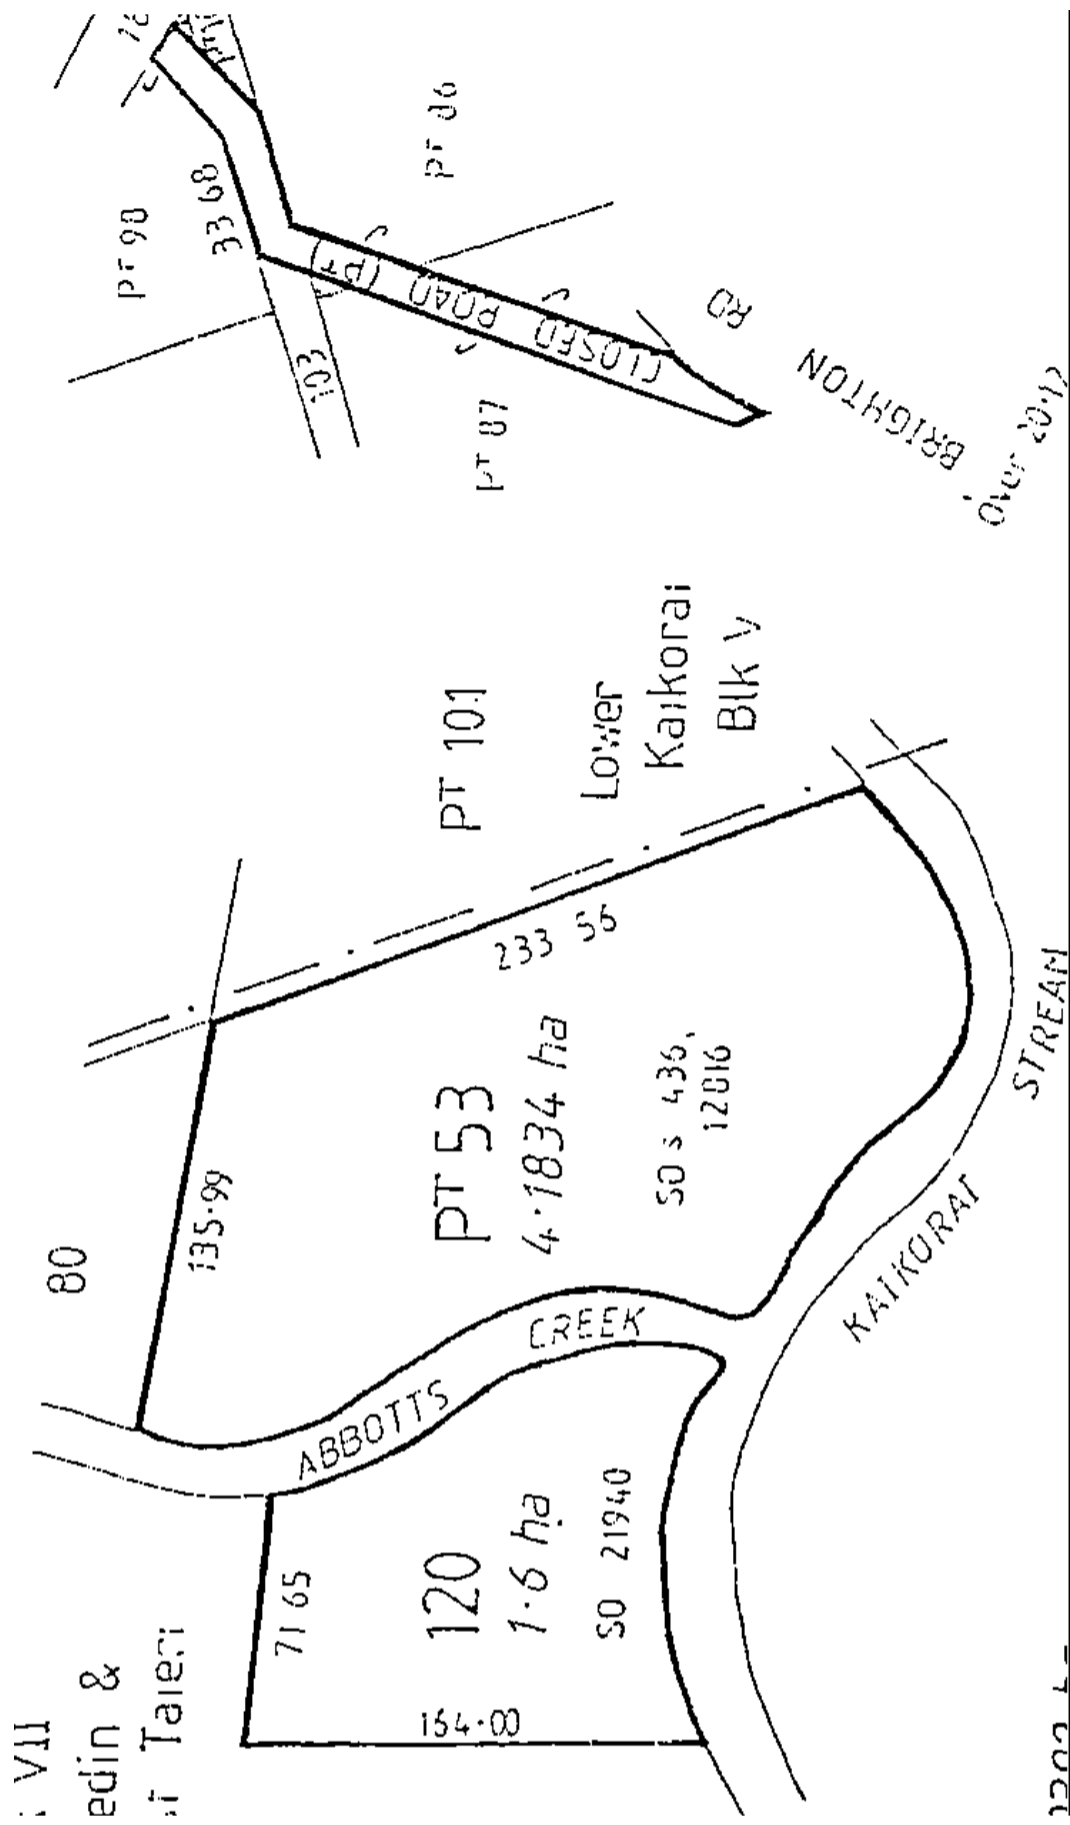 PT 98
33 68
PT 86
103
CLOSED ROAD (PT)
PT 87
BRIGHTON RD
PT 101
Lower
Kaikorai
Blk V
233 56
80
135·99
PT 53
4·1834 ha
SO s 436,
12816
ABBOTTS CREEK
KAIKORAI STREAM
VII
edin &
Taieri
71 65
120
1·6 ha
SO 21940
164·00